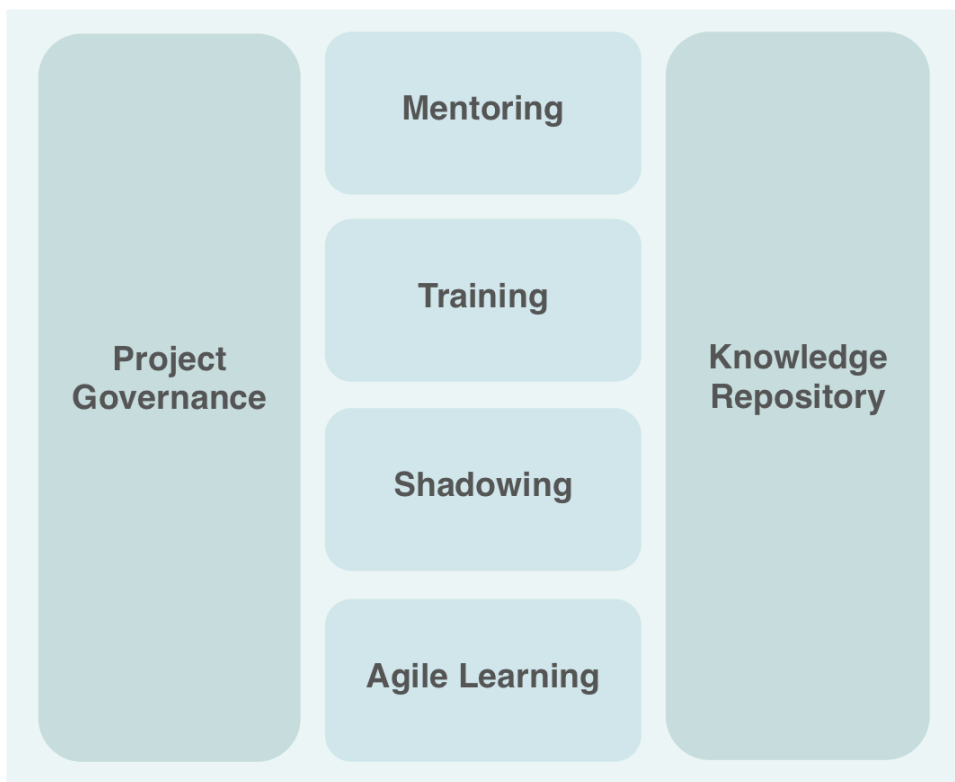 Project
Governance
Mentoring
Training
Shadowing
Agile Learning
Knowledge
Repository